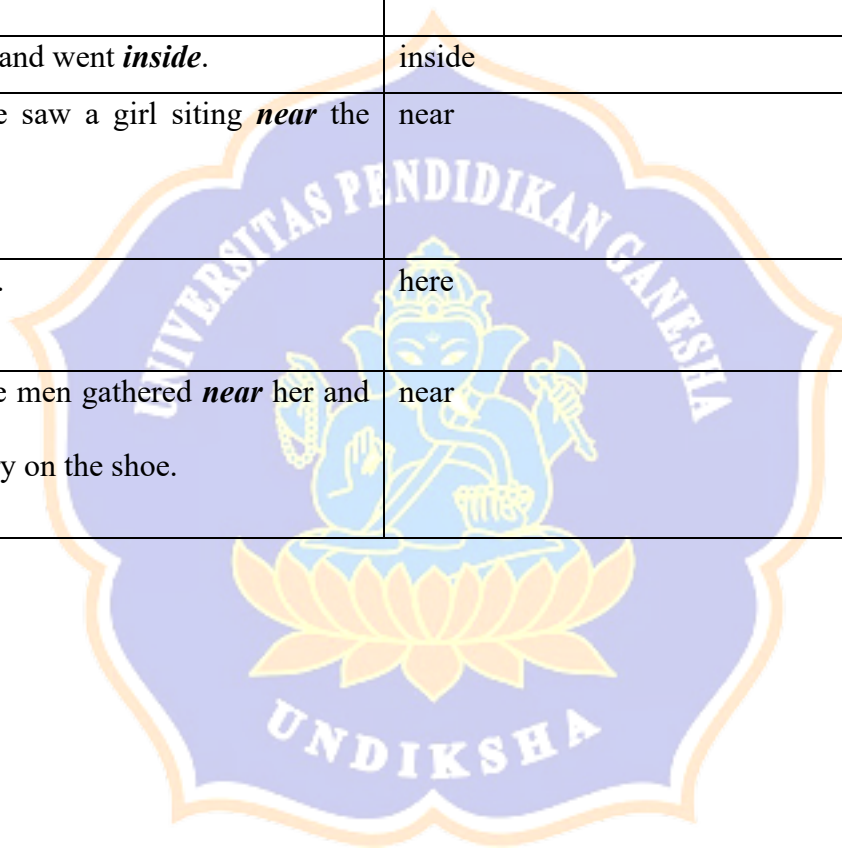 and went inside. inside
e saw a girl siting near the near
. here
e men gathered near her and near
y on the shoe.
UNIVERSITAS PENDIDIKAN GANESHA
UNDIKSHA